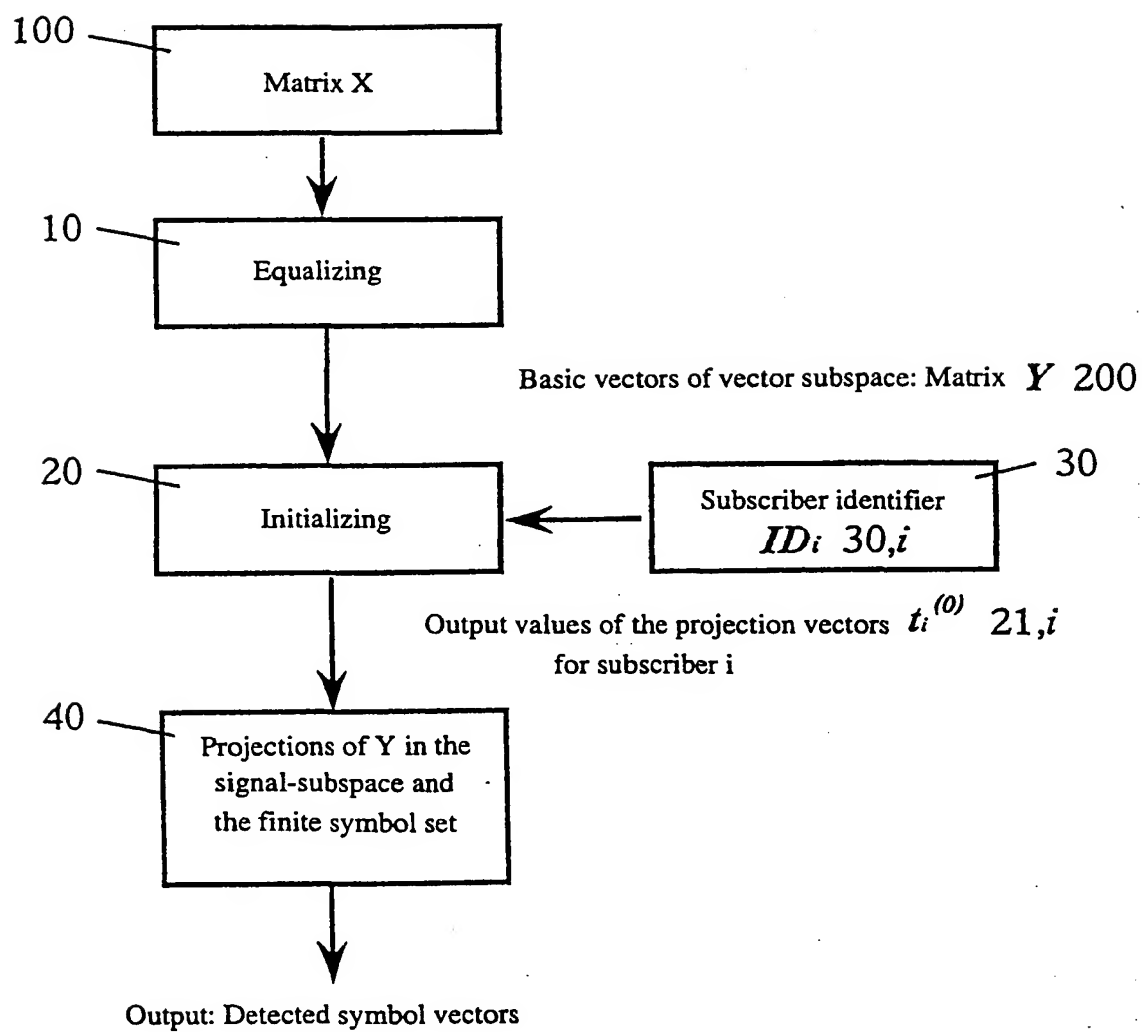 100
Matrix X
10
Equalizing
Basic vectors of vector subspace: Matrix Y 200
20
Initializing
30
Subscriber identifier
IDi 30,i
Output values of the projection vectors ti(0) 21,i
for subscriber i
40
Projections of Y in the
signal-subspace and
the finite symbol set
Output: Detected symbol vectors